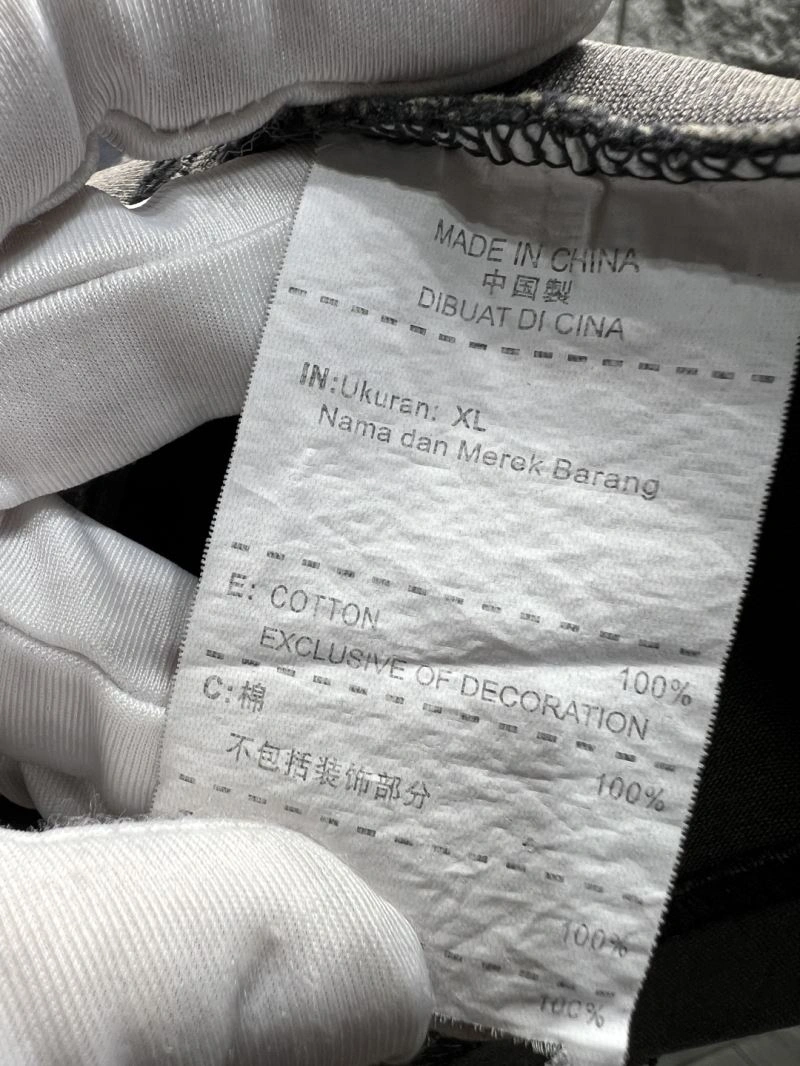 MADE IN CHINA
中国製
DIBUAT DI CINA
IN:Ukuran: XL
Nama dan Merek Barang
E: COTTON 100%
EXCLUSIVE OF DECORATION
C:棉 100%
不包括装饰部分
100%
100%